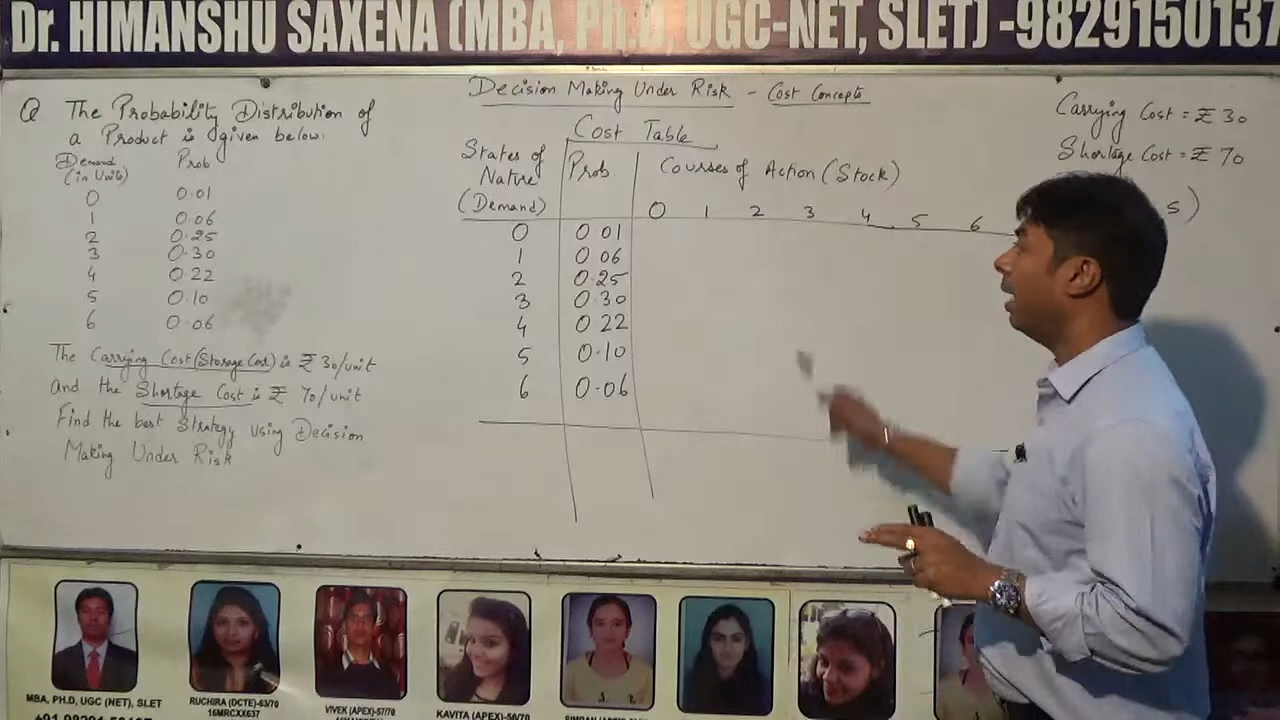 Dr. HIMANSHU SAXENA (MBA, Ph.D, UGC-NET, SLET) -9829150137
Q The Probability Distribution of
a Product is given below.
Demand Prob
(in Units)
0 0.01
1 0.06
2 0.25
3 0.30
4 0.22
5 0.10
6 0.06
The Carrying Cost (Storage Cost) is ₹ 30/unit
and the Shortage Cost is ₹ 70/unit
Find the best Strategy using Decision
Making Under Risk
Decision Making Under Risk - Cost Concepts
Cost Table
States of Nature (Demand)
Prob.
Courses of Action (Stock)
0 1 2 3 4 5 6
0 0 01
1 0 06
2 0.25
3 0.30
4 0 22
5 0.10
6 0.06
Carrying Cost = ₹ 30
Shortage Cost = ₹ 70
s)
MBA, PH.D, UGC (NET), SLET
RUCHIRA (DCTE)-63/70
16MRCXX637
VIVEK (APEX)-57/70
KAVITA (APEX)-56/70